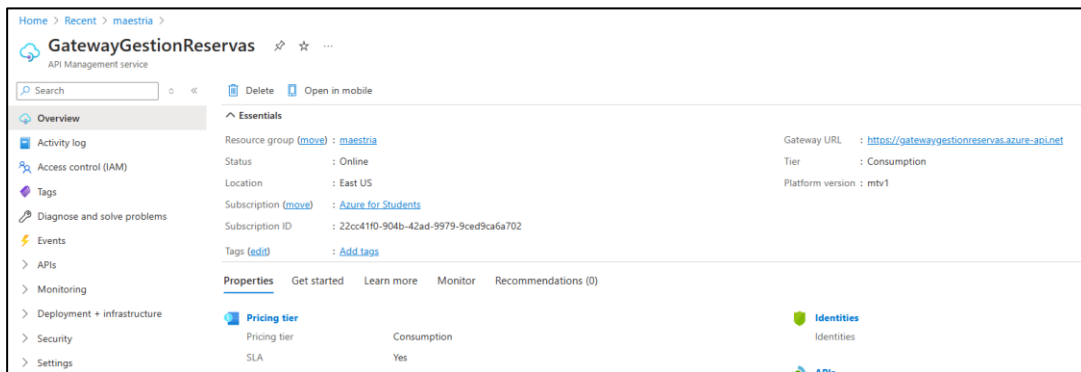 Home > Recent > maestria >
GatewayGestionReservas
API Management service
Search
Delete Open in mobile
Overview
Activity log
Access control (IAM)
Tags
Diagnose and solve problems
Events
APIs
Monitoring
Deployment + infrastructure
Security
Settings
Essentials
Resource group (move) : maestria
Status : Online
Location : East US
Subscription (move) : Azure for Students
Subscription ID : 22cc41f0-904b-42ad-9979-9ced9ca6a702
Tags (edit) : Add tags
Gateway URL : https://gatewaygestionreservas.azure-api.net
Tier : Consumption
Platform version : mtv1
Properties Get started Learn more Monitor Recommendations (0)
Pricing tier
Pricing tier Consumption
SLA Yes
Identities
Identities
APIs